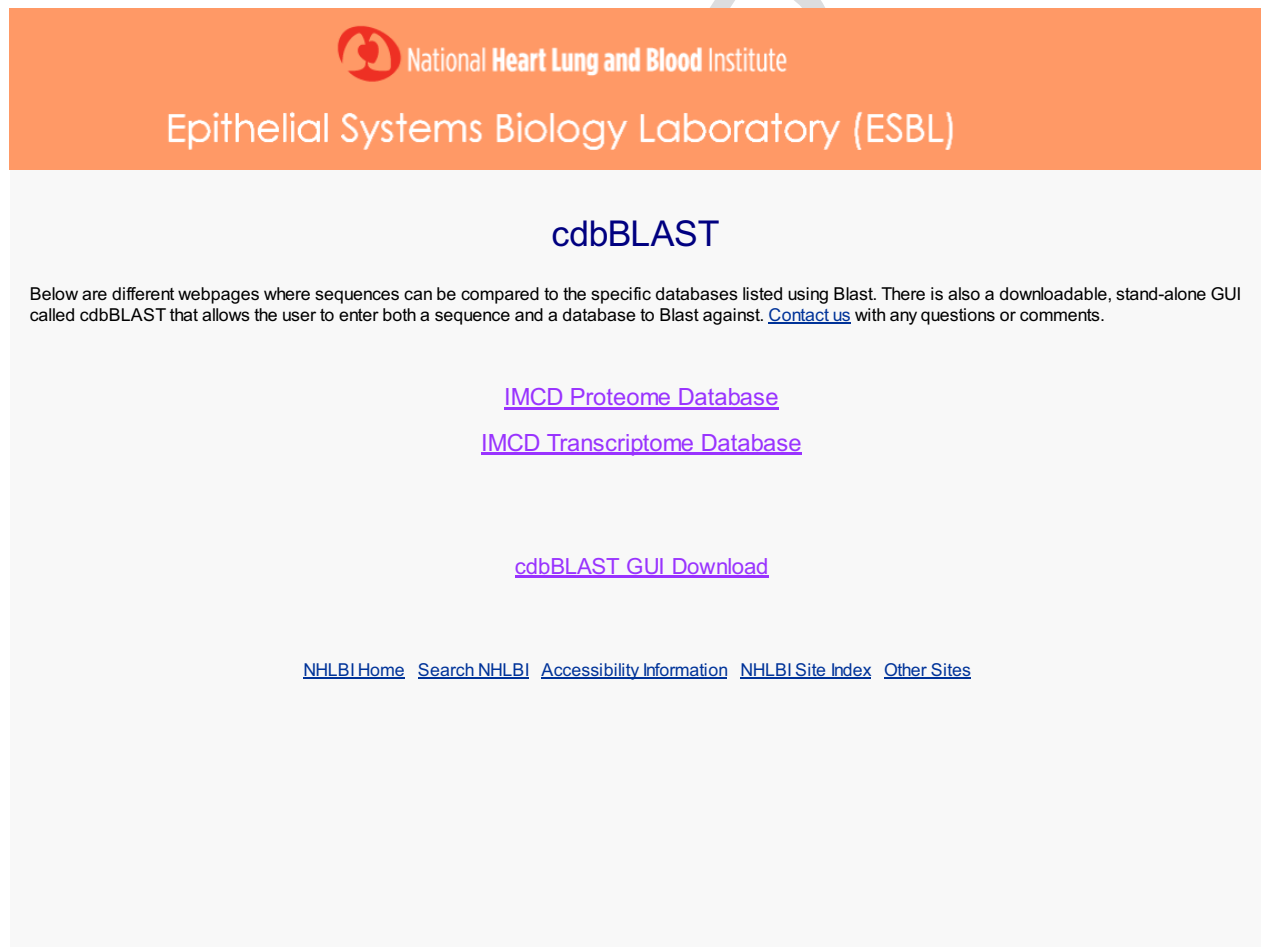 National Heart Lung and Blood Institute
Epithelial Systems Biology Laboratory (ESBL)
cdbBLAST
Below are different webpages where sequences can be compared to the specific databases listed using Blast. There is also a downloadable, stand-alone GUI
called cdbBLAST that allows the user to enter both a sequence and a database to Blast against. Contact us with any questions or comments.
IMCD Proteome Database
IMCD Transcriptome Database
cdbBLAST GUI Download
NHLBI Home Search NHLBI Accessibility Information NHLBI Site Index Other Sites